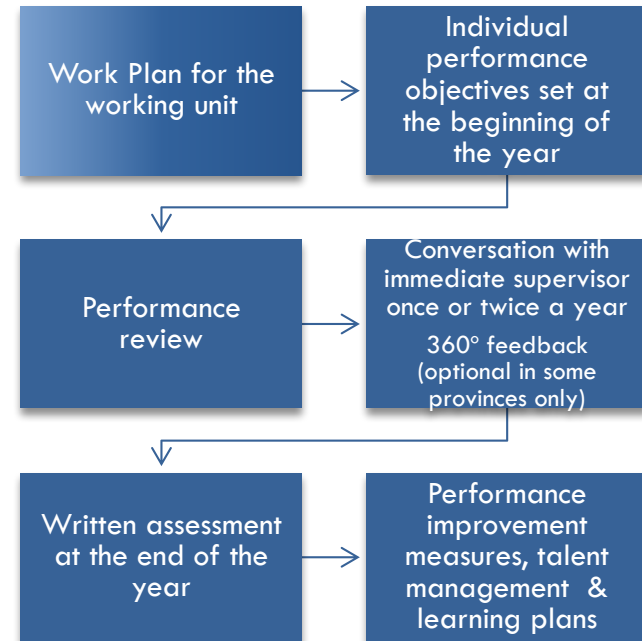 Work Plan for the
working unit
Individual
performance
objectives set at
the beginning of
the year
Performance
review
Conversation with
immediate supervisor
once or twice a year
360° feedback
(optional in some
provinces only)
Written assessment
at the end of the
year
Performance
improvement
measures, talent
management & 
learning plans